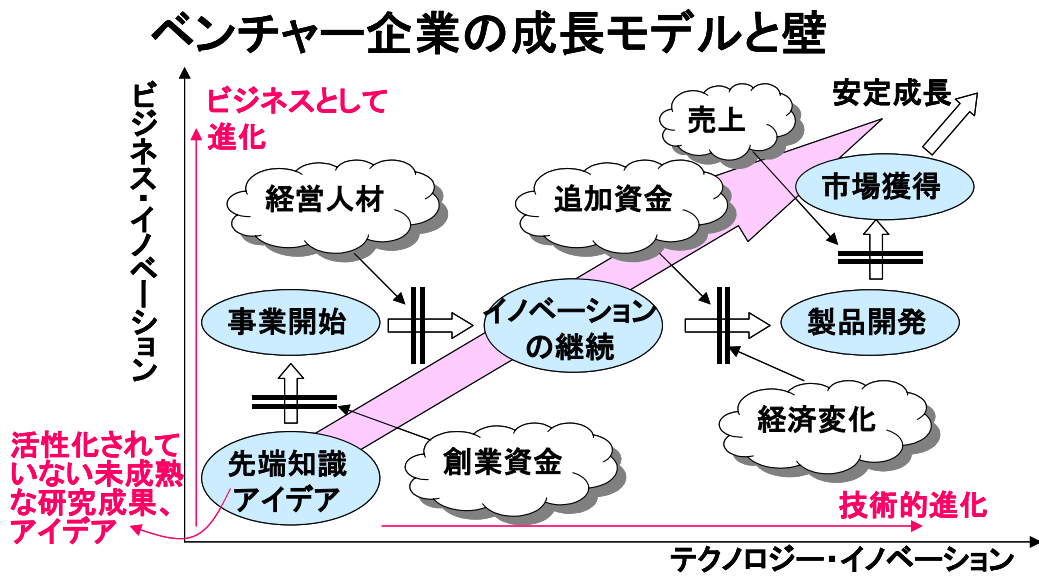 ベンチャー企業の成長モデルと壁
ビジネス・イノベーション
ビジネスとして
進化
売上
安定成長
経営人材
追加資金
市場獲得
事業開始
イノベーション
の継続
製品開発
経済変化
活性化されて
いない未成熟
な研究成果、
アイデア
先端知識
アイデア
創業資金
技術的進化
テクノロジー・イノベーション